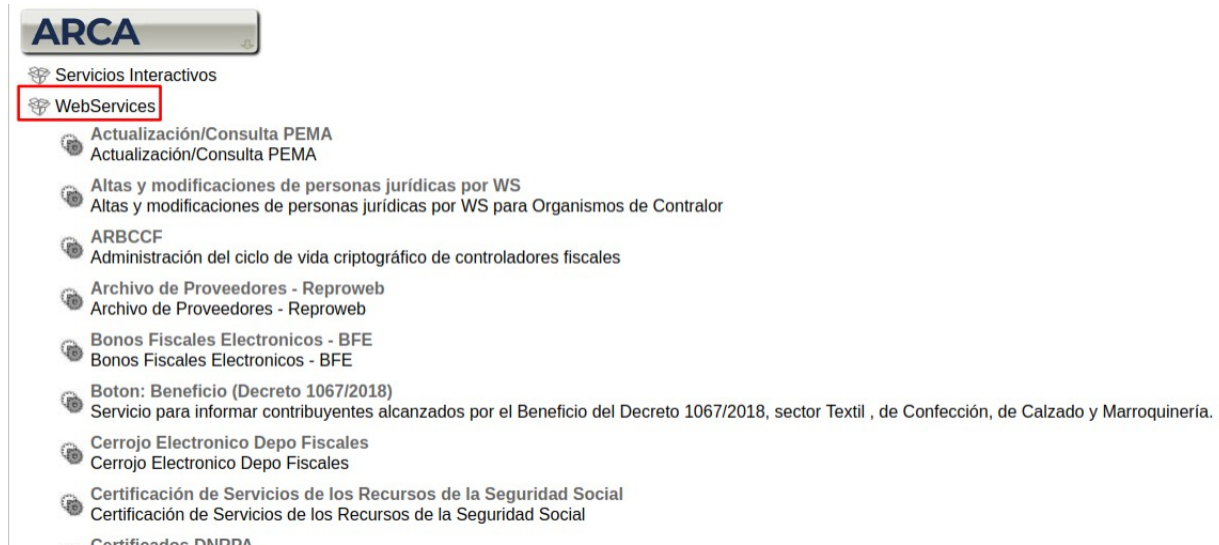 ARCA
Servicios Interactivos
WebServices
Actualización/Consulta PEMA
Actualización/Consulta PEMA
Altas y modificaciones de personas jurídicas por WS
Altas y modificaciones de personas jurídicas por WS para Organismos de Contralor
ARBCCF
Administración del ciclo de vida criptográfico de controladores fiscales
Archivo de Proveedores - Reproweb
Archivo de Proveedores - Reproweb
Bonos Fiscales Electronicos - BFE
Bonos Fiscales Electronicos - BFE
Boton: Beneficio (Decreto 1067/2018)
Servicio para informar contribuyentes alcanzados por el Beneficio del Decreto 1067/2018, sector Textil , de Confección, de Calzado y Marroquinería.
Cerrojo Electronico Depo Fiscales
Cerrojo Electronico Depo Fiscales
Certificación de Servicios de los Recursos de la Seguridad Social
Certificación de Servicios de los Recursos de la Seguridad Social
Certificados DNRPA